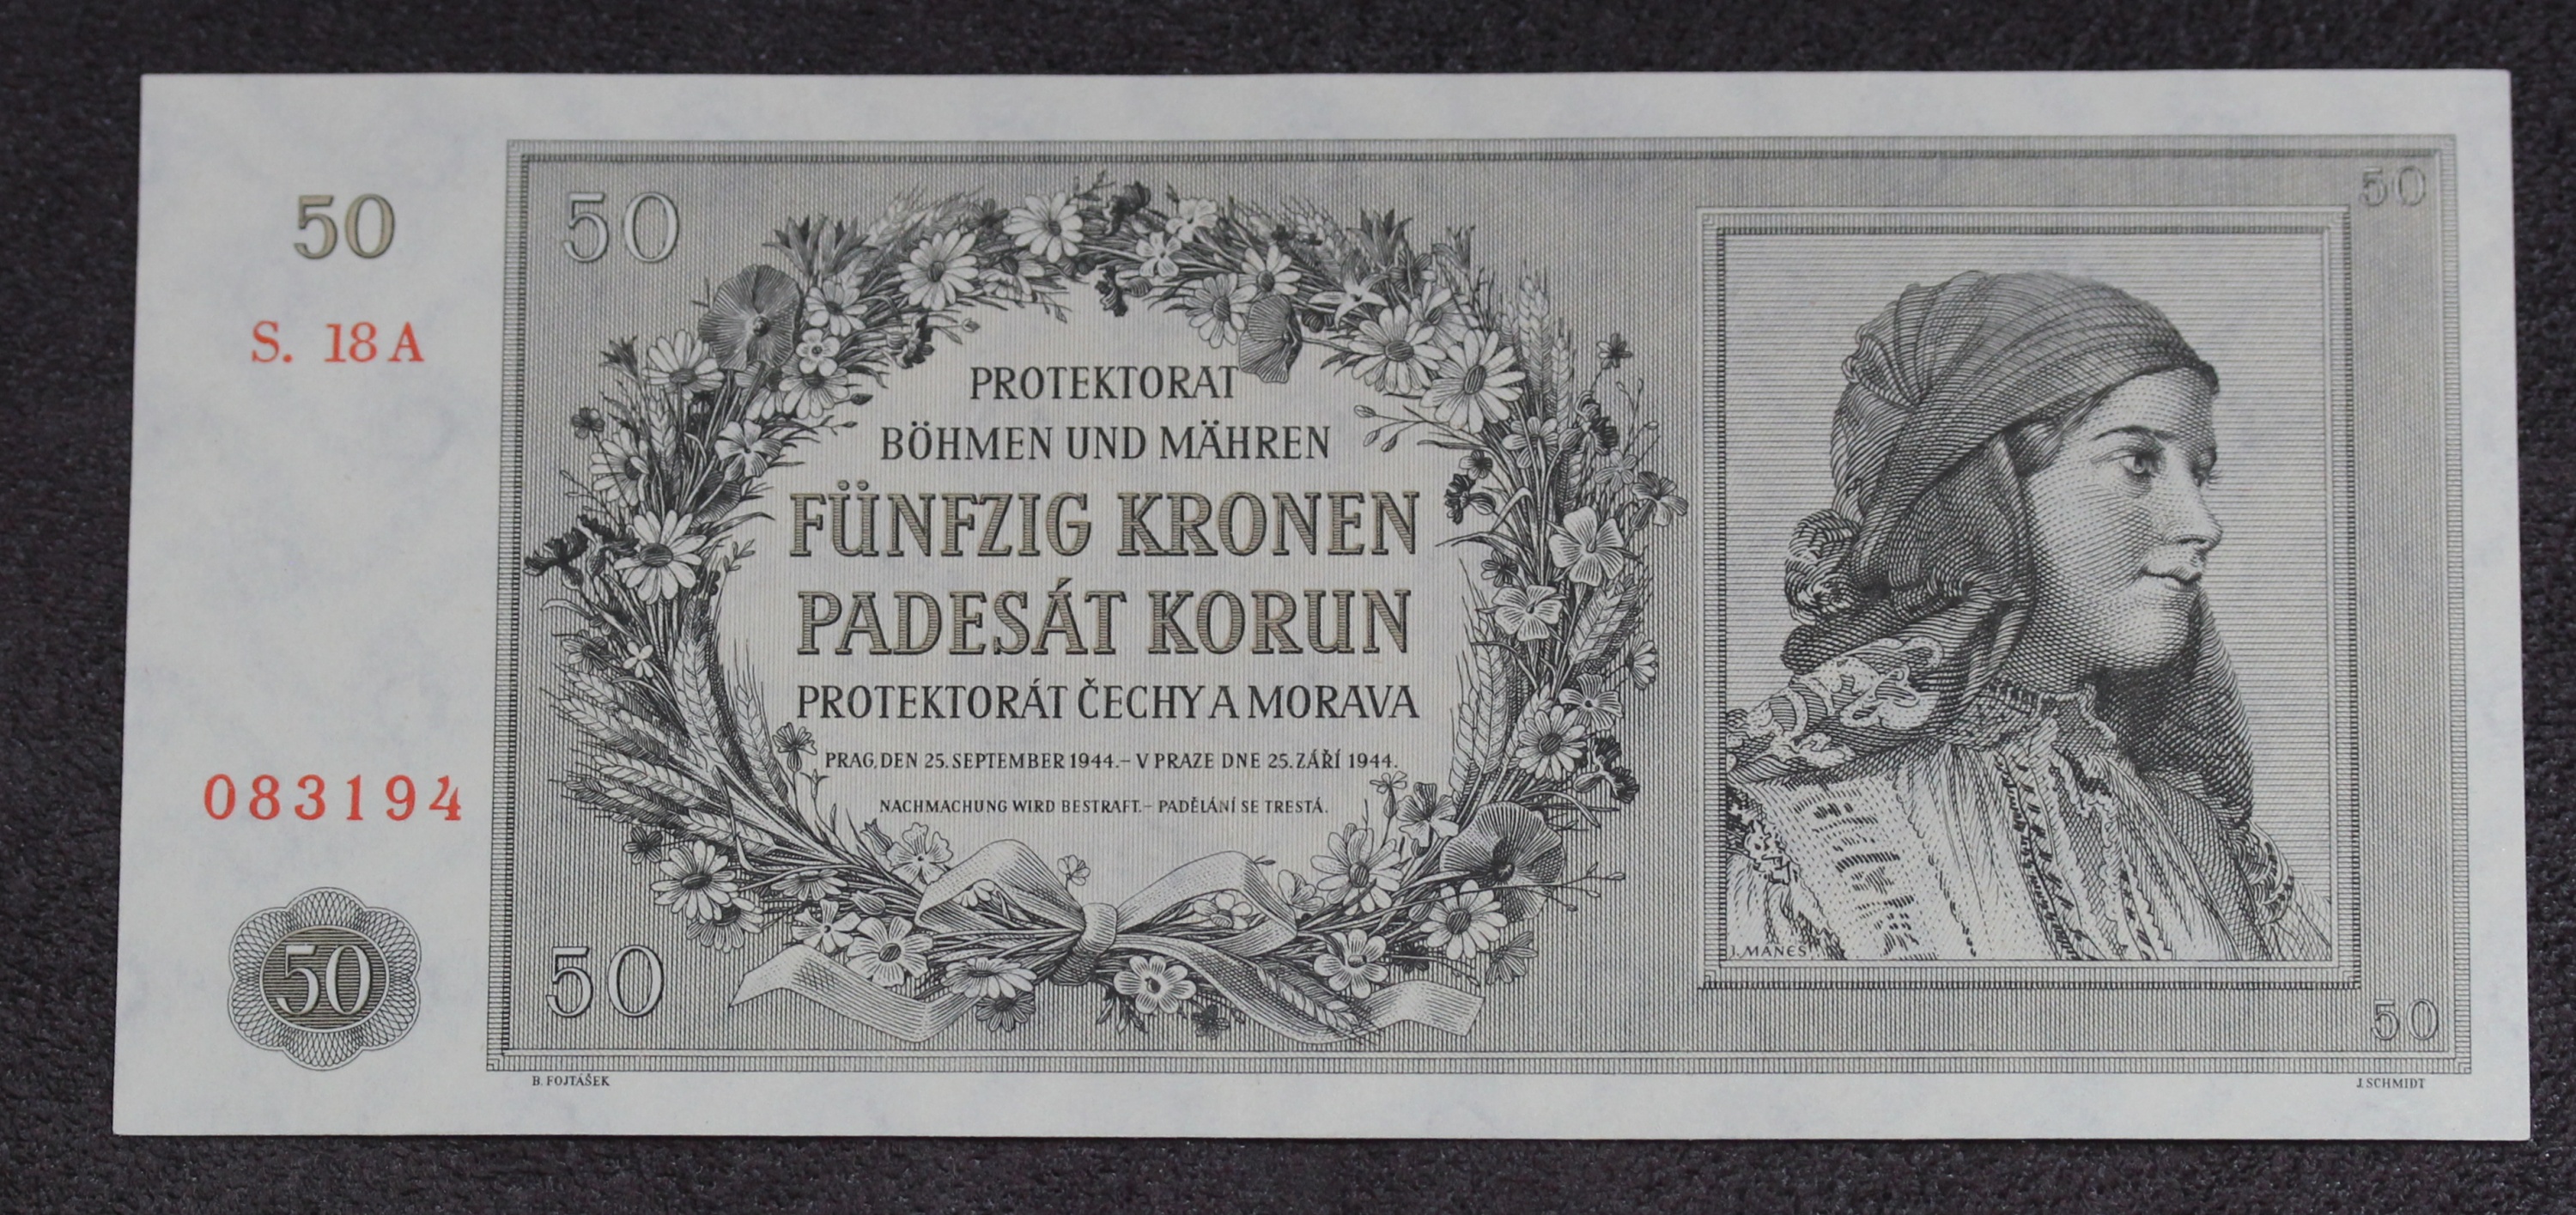 50
S. 18 A
083194
50
50
50
PROTEKTORAT
BÖHMEN UND MÄHREN
FÜNFZIG KRONEN
PADESÁT KORUN
PROTEKTORÁT ČECHY A MORAVA
PRAG, DEN 25. SEPTEMBER 1944.– V PRAZE DNE 25. ZÁŘÍ 1944.
NACHMACHUNG WIRD BESTRAFT.– PADĚLÁNÍ SE TRESTÁ.
50
J. MÁNES
50
B. FOJTÁŠEK
J. SCHMIDT